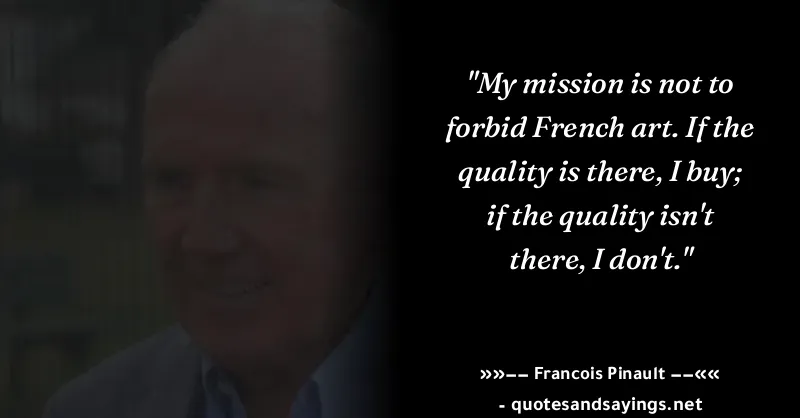 "My mission is not to
forbid French art. If the
quality is there, I buy;
if the quality isn't
there, I don't."
»»–– Francois Pinault ––««
- quotesandsayings.net